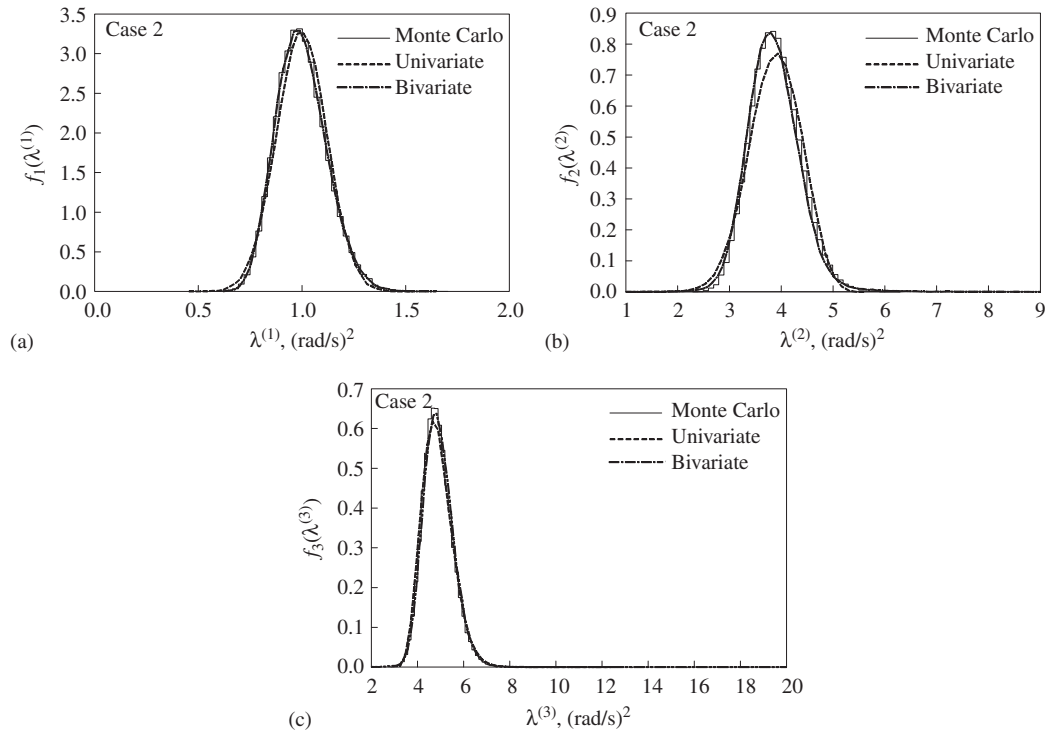 Case 2
Monte Carlo
Univariate
Bivariate
f₁(λ⁽¹⁾)
3.5
3.0
2.5
2.0
1.5
1.0
0.5
0.0
0.0 0.5 1.0 1.5 2.0
λ⁽¹⁾, (rad/s)²
(a)
Case 2
Monte Carlo
Univariate
Bivariate
f₂(λ⁽²⁾)
0.9
0.8
0.7
0.6
0.5
0.4
0.3
0.2
0.1
0.0
1 2 3 4 5 6 7 8 9
λ⁽²⁾, (rad/s)²
(b)
Case 2
Monte Carlo
Univariate
Bivariate
f₃(λ⁽³⁾)
0.7
0.6
0.5
0.4
0.3
0.2
0.1
0.0
2 4 6 8 10 12 14 16 18 20
λ⁽³⁾, (rad/s)²
(c)